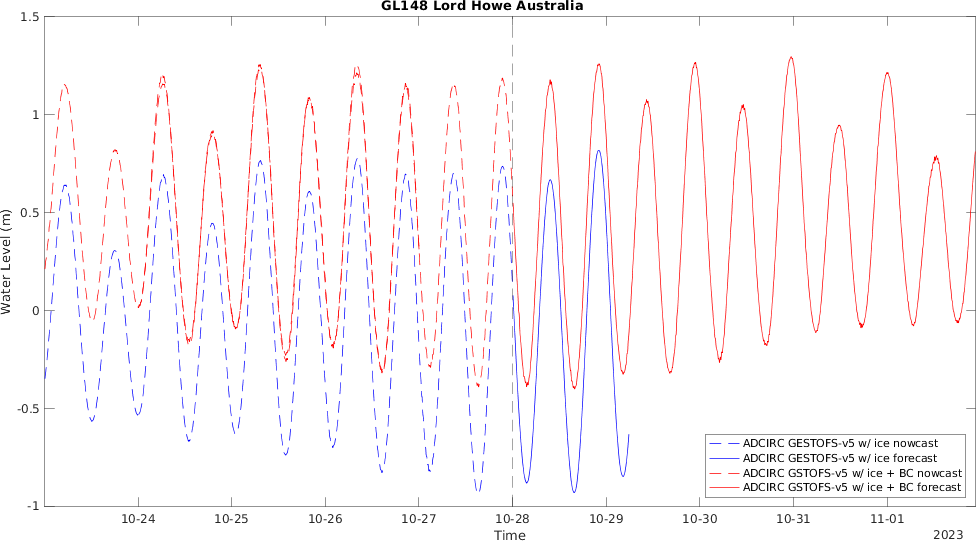 GL148 Lord Howe Australia
1.5
1
0.5
0
-0.5
-1
Water Level (m)
10-24
10-25
10-26
10-27
10-28
10-29
10-30
10-31
11-01
Time
2023
ADCIRC GESTOFS-v5 w/ ice nowcast
ADCIRC GESTOFS-v5 w/ ice forecast
ADCIRC GSTOFS-v5 w/ ice + BC nowcast
ADCIRC GSTOFS-v5 w/ ice + BC forecast